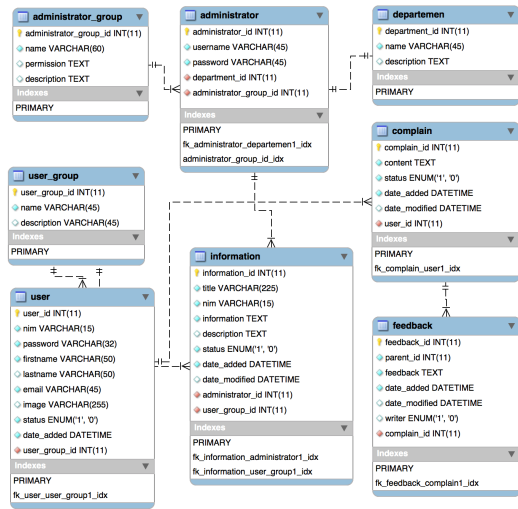 administrator_group
administrator_group_id INT(11)
name VARCHAR(60)
permission TEXT
description TEXT
Indexes
PRIMARY
administrator
administrator_id INT(11)
username VARCHAR(45)
password VARCHAR(45)
department_id INT(11)
administrator_group_id INT(11)
Indexes
PRIMARY
fk_administrator_departemen1_idx
administrator_group_id_idx
departemen
department_id INT(11)
name VARCHAR(45)
description TEXT
Indexes
PRIMARY
complain
complain_id INT(11)
content TEXT
status ENUM('1', '0')
date_added DATETIME
date_modified DATETIME
user_id INT(11)
Indexes
PRIMARY
fk_complain_user1_idx
user_group
user_group_id INT(11)
name VARCHAR(45)
description VARCHAR(45)
Indexes
PRIMARY
information
information_id INT(11)
title VARCHAR(225)
nim VARCHAR(15)
information TEXT
description TEXT
status ENUM('1', '0')
date_added DATETIME
date_modified DATETIME
administrator_id INT(11)
user_group_id INT(11)
Indexes
PRIMARY
fk_information_administrator1_idx
fk_information_user_group1_idx
user
user_id INT(11)
nim VARCHAR(15)
password VARCHAR(32)
firstname VARCHAR(50)
lastname VARCHAR(50)
email VARCHAR(45)
image VARCHAR(255)
status ENUM('1', '0')
date_added DATETIME
user_group_id INT(11)
Indexes
PRIMARY
fk_user_user_group1_idx
feedback
feedback_id INT(11)
parent_id INT(11)
feedback TEXT
date_added DATETIME
date_modified DATETIME
writer ENUM('1', '0')
complain_id INT(11)
Indexes
PRIMARY
fk_feedback_complain1_idx